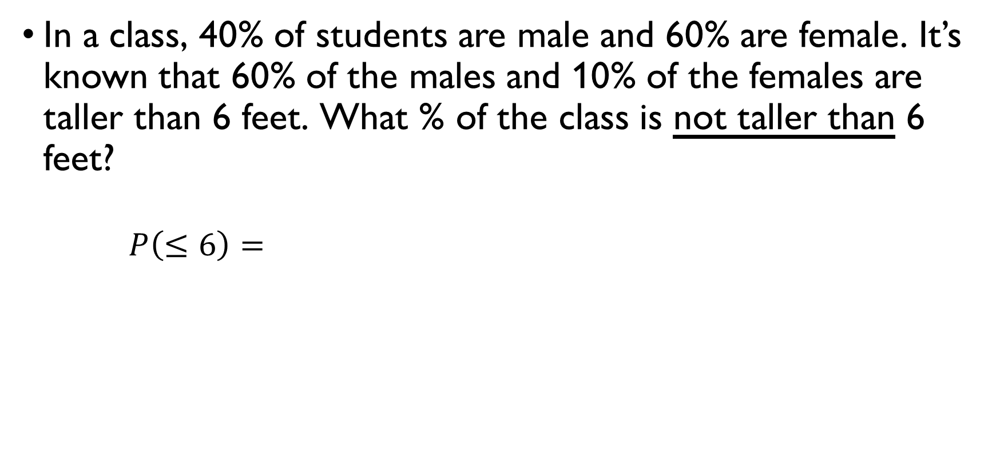 • In a class, 40% of students are male and 60% are female. It’s
known that 60% of the males and 10% of the females are
taller than 6 feet. What % of the class is not taller than 6
feet?
P(≤ 6) =